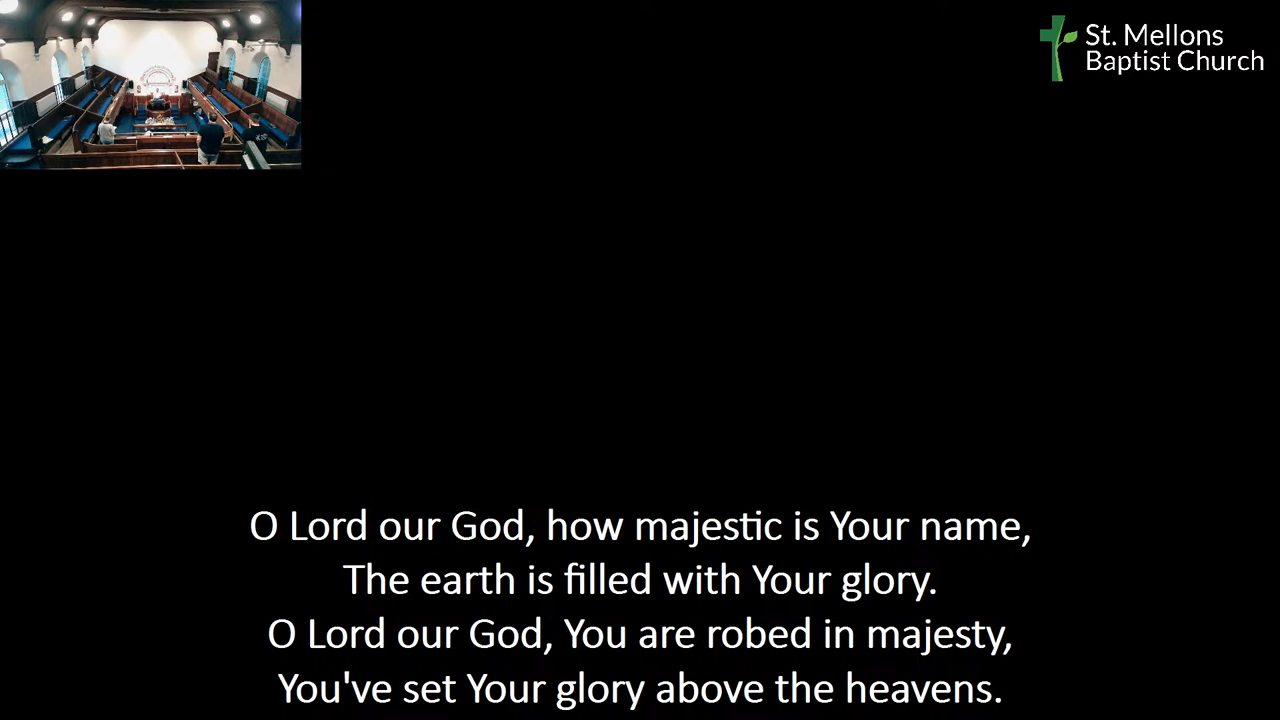 St. Mellons
Baptist Church
O Lord our God, how majestic is Your name,
The earth is filled with Your glory.
O Lord our God, You are robed in majesty,
You've set Your glory above the heavens.